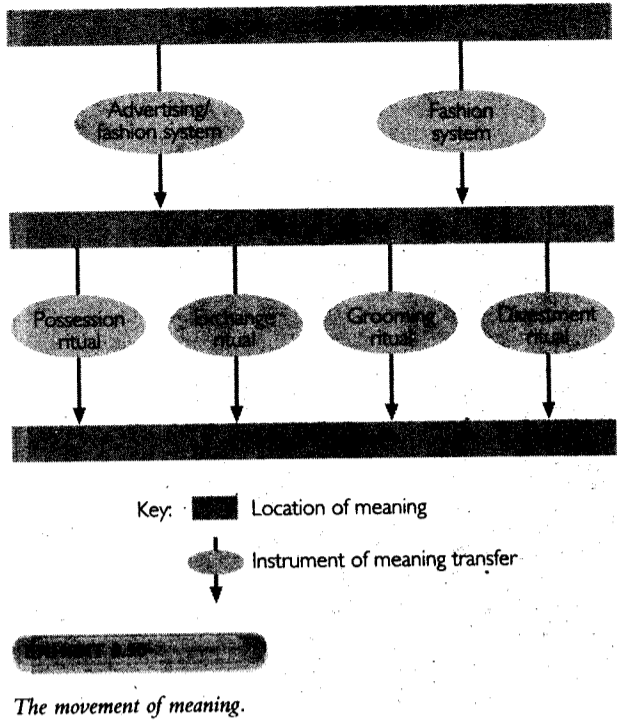 Advertising/
fashion system
Fashion
system
Possession
ritual
Exchange
ritual
Grooming
ritual
Divestment
ritual
Key:
Location of meaning
Instrument of meaning transfer
The movement of meaning.